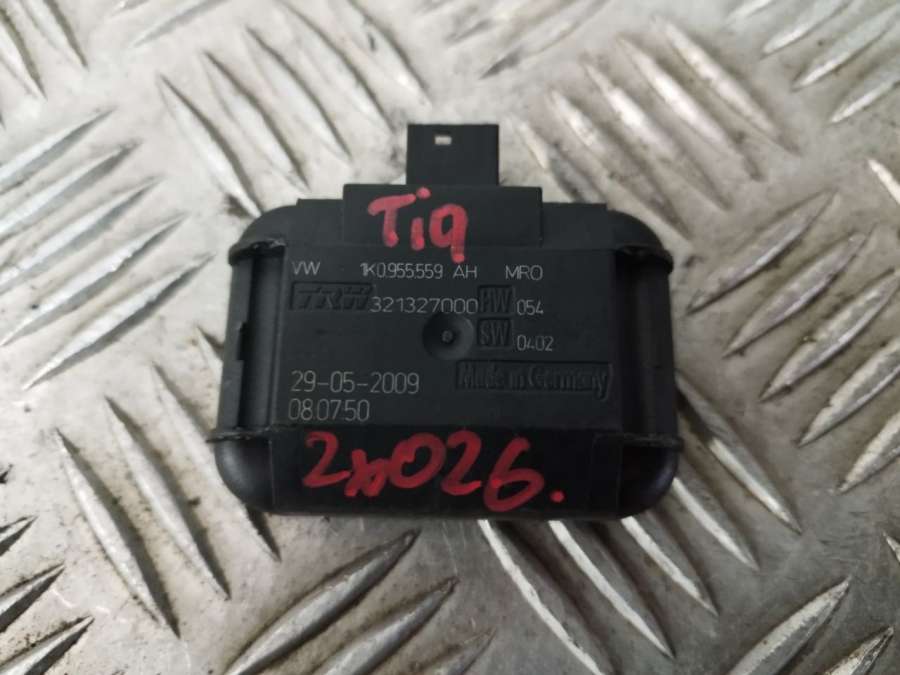 Tig
VW 1K0.955.559 AH MRO
TRW 321327000 HW 054
SW 0402
29-05-2009 Made in Germany
08.07.50
2x026.